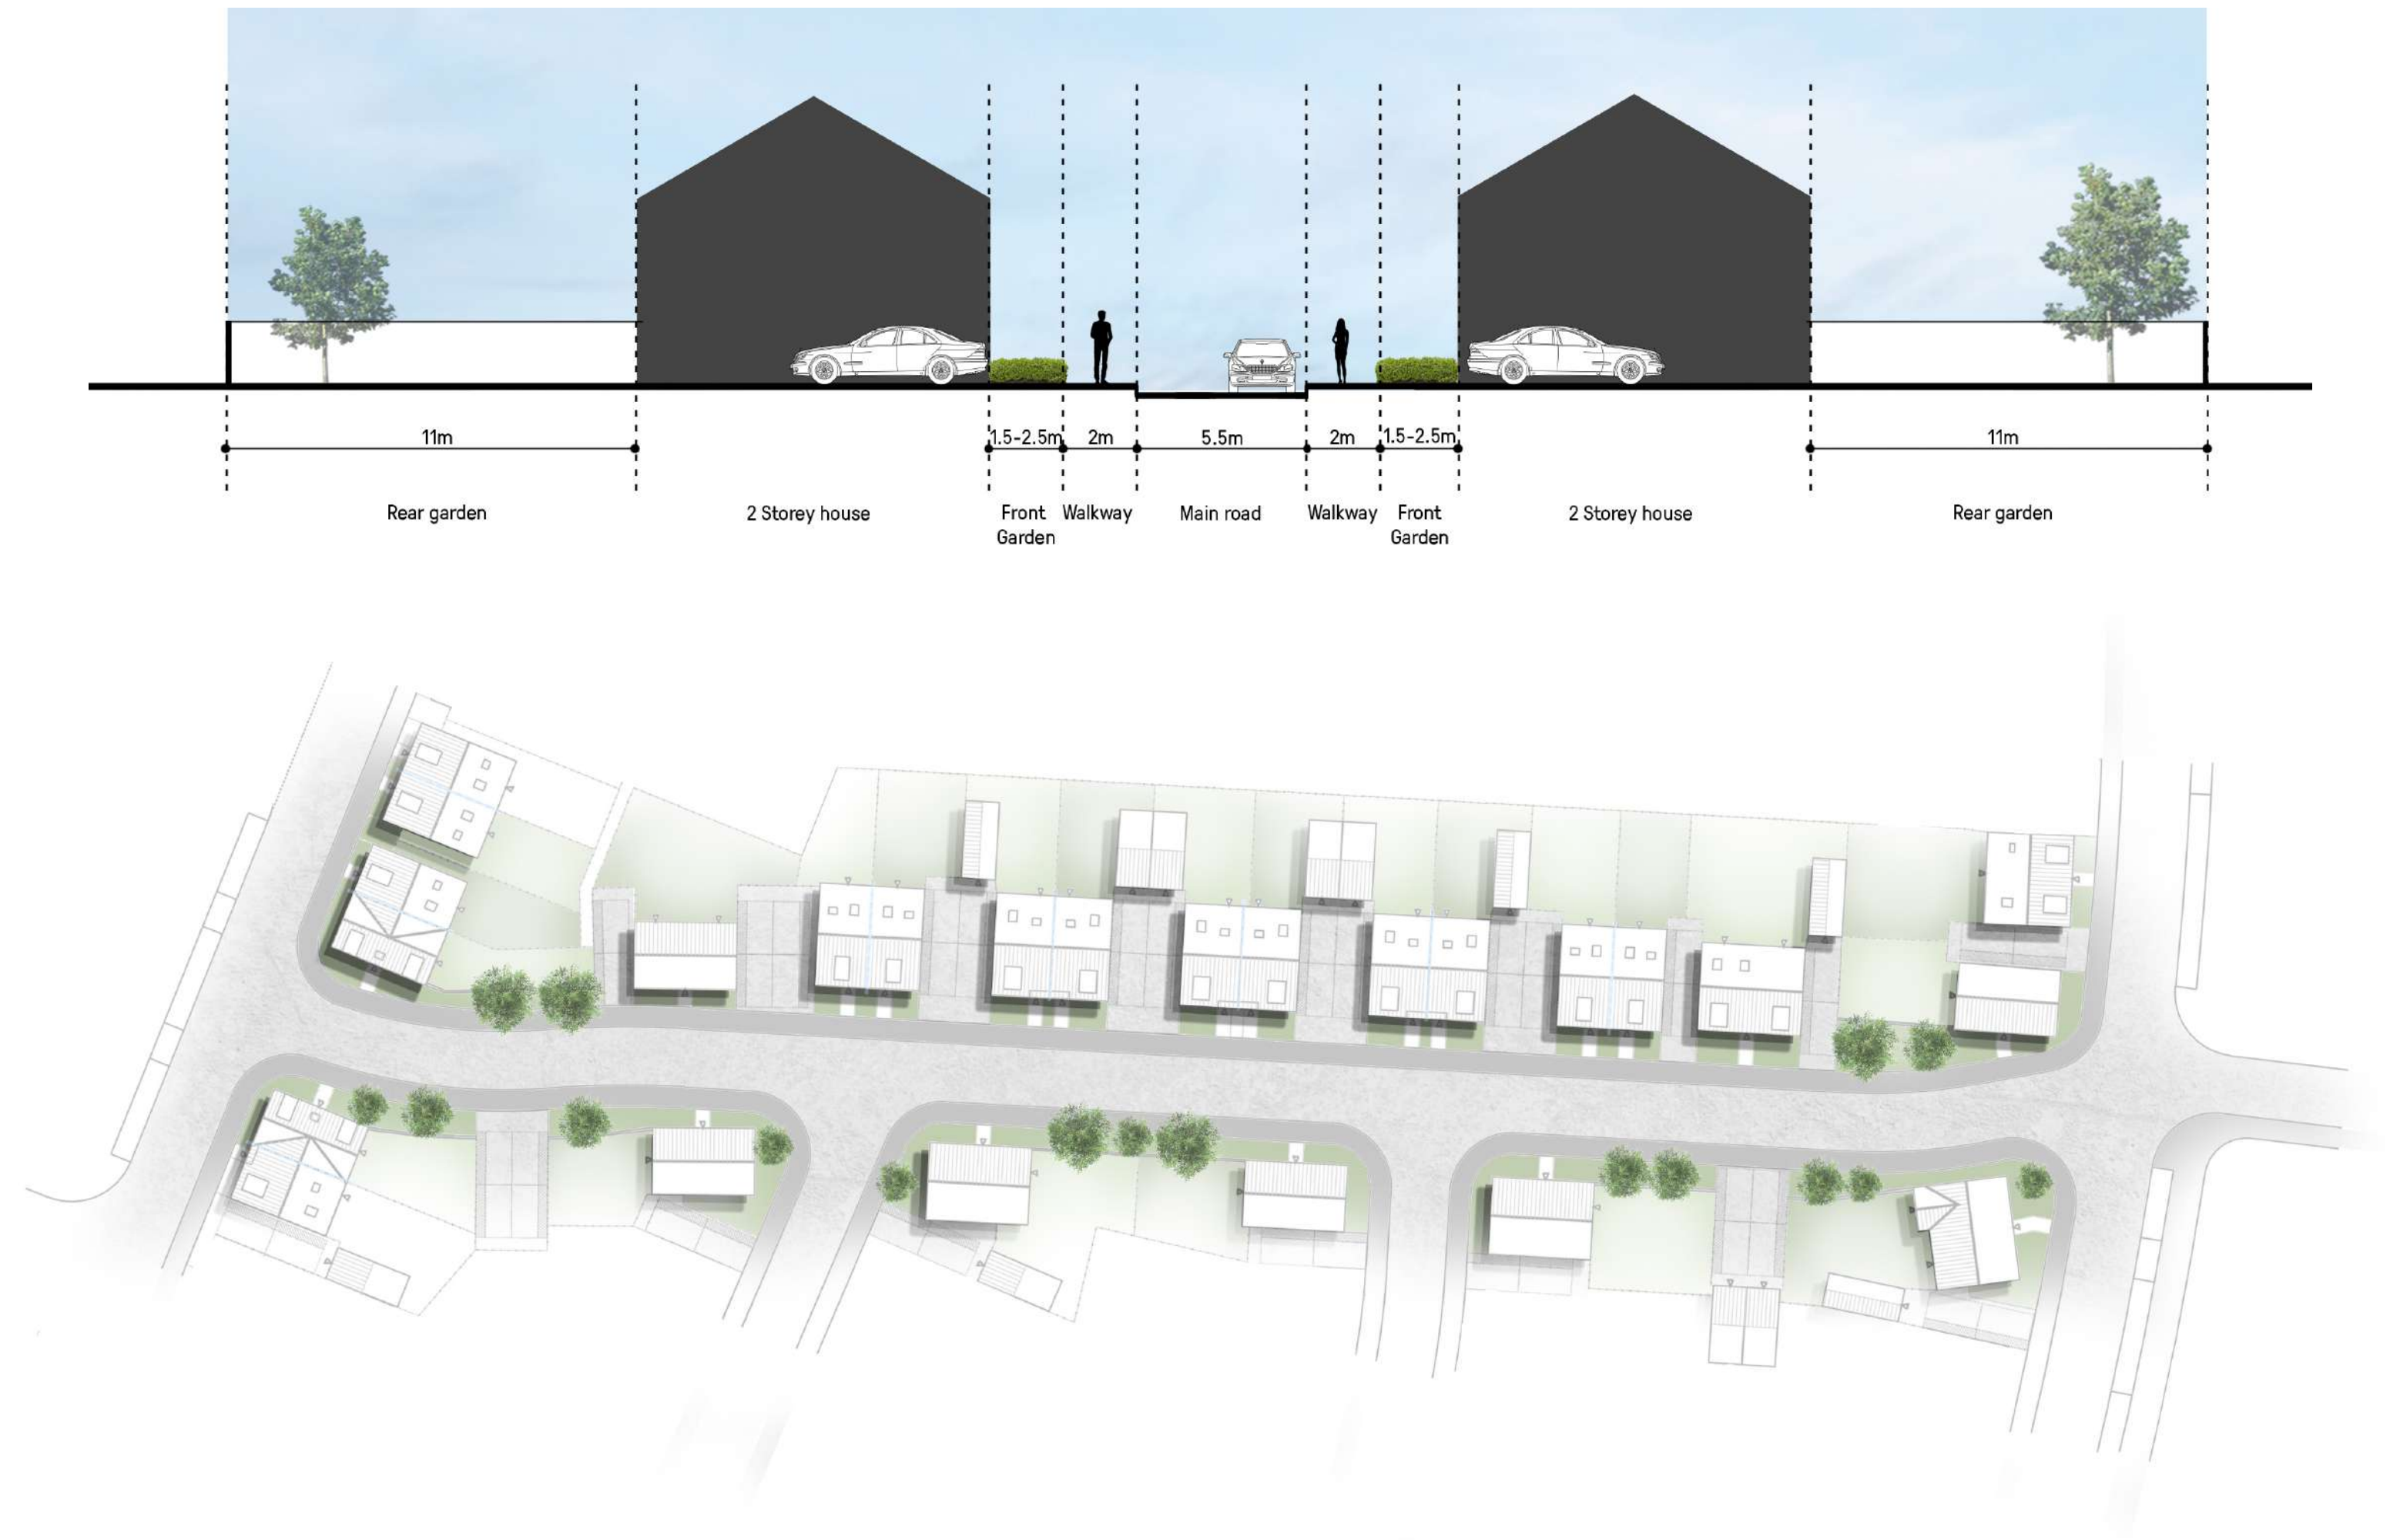 11m
1.5-2.5m
2m
5.5m
2m
1.5-2.5m
11m
Rear garden
2 Storey house
Front
Garden
Walkway
Main road
Walkway
Front
Garden
2 Storey house
Rear garden